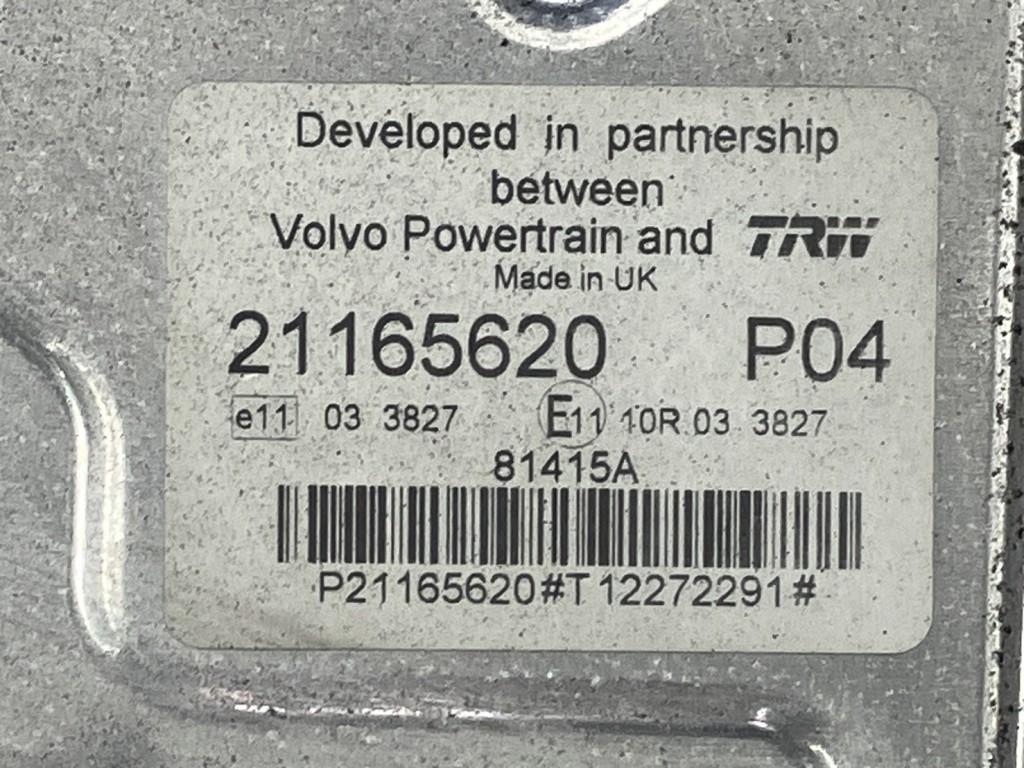 Developed in partnership
between
Volvo Powertrain and TRW
Made in UK
21165620 P04
e11 03 3827 E11 10R 03 3827
81415A
P21165620#T12272291#